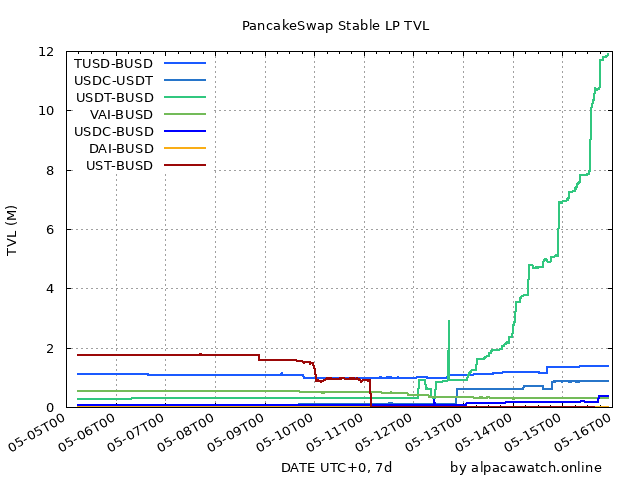 PancakeSwap Stable LP TVL
12
10
8
6
4
2
0
TVL (M)
TUSD-BUSD
USDC-USDT
USDT-BUSD
VAI-BUSD
USDC-BUSD
DAI-BUSD
UST-BUSD
05-05T00
05-06T00
05-07T00
05-08T00
05-09T00
05-10T00
05-11T00
05-12T00
05-13T00
05-14T00
05-15T00
05-16T00
DATE UTC+0, 7d
by alpacawatch.online